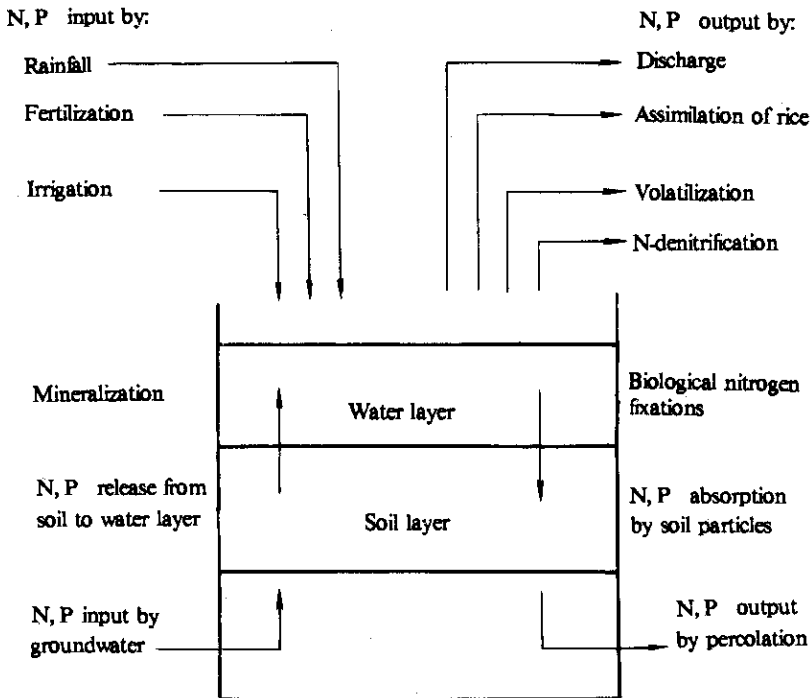 N, P input by:
Rainfall
Fertilization
Irrigation
N, P output by:
Discharge
Assimilation of rice
Volatilization
N-denitrification
Mineralization
Water layer
Biological nitrogen
fixations
N, P release from
soil to water layer
Soil layer
N, P absorption
by soil particles
N, P input by
groundwater
N, P output
by percolation